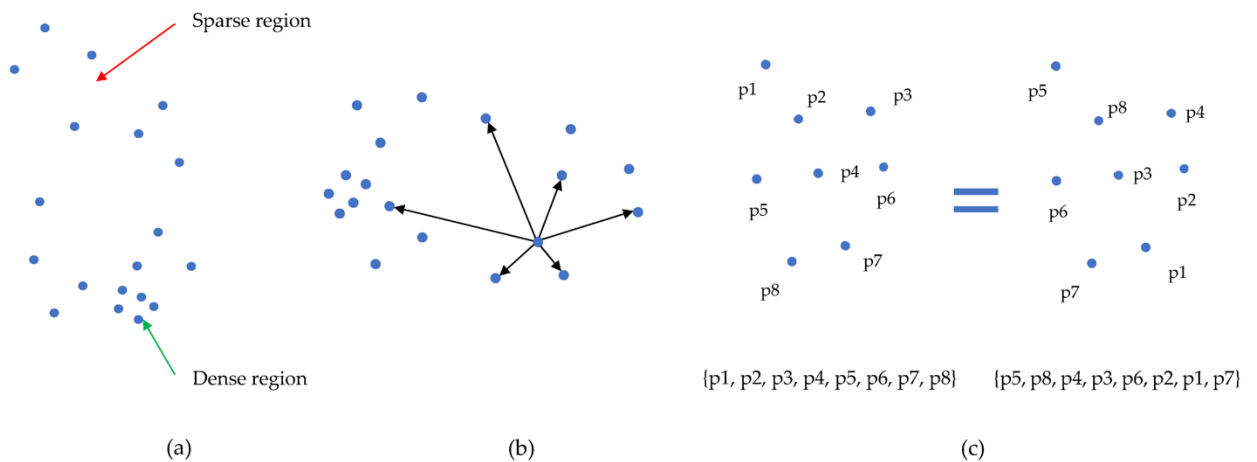 Sparse region
Dense region
(a)
(b)
p1
p2
p3
p4
p5
p6
p7
p8
{p1, p2, p3, p4, p5, p6, p7, p8}
=
p5
p8
p4
p3
p6
p2
p1
p7
{p5, p8, p4, p3, p6, p2, p1, p7}
(c)